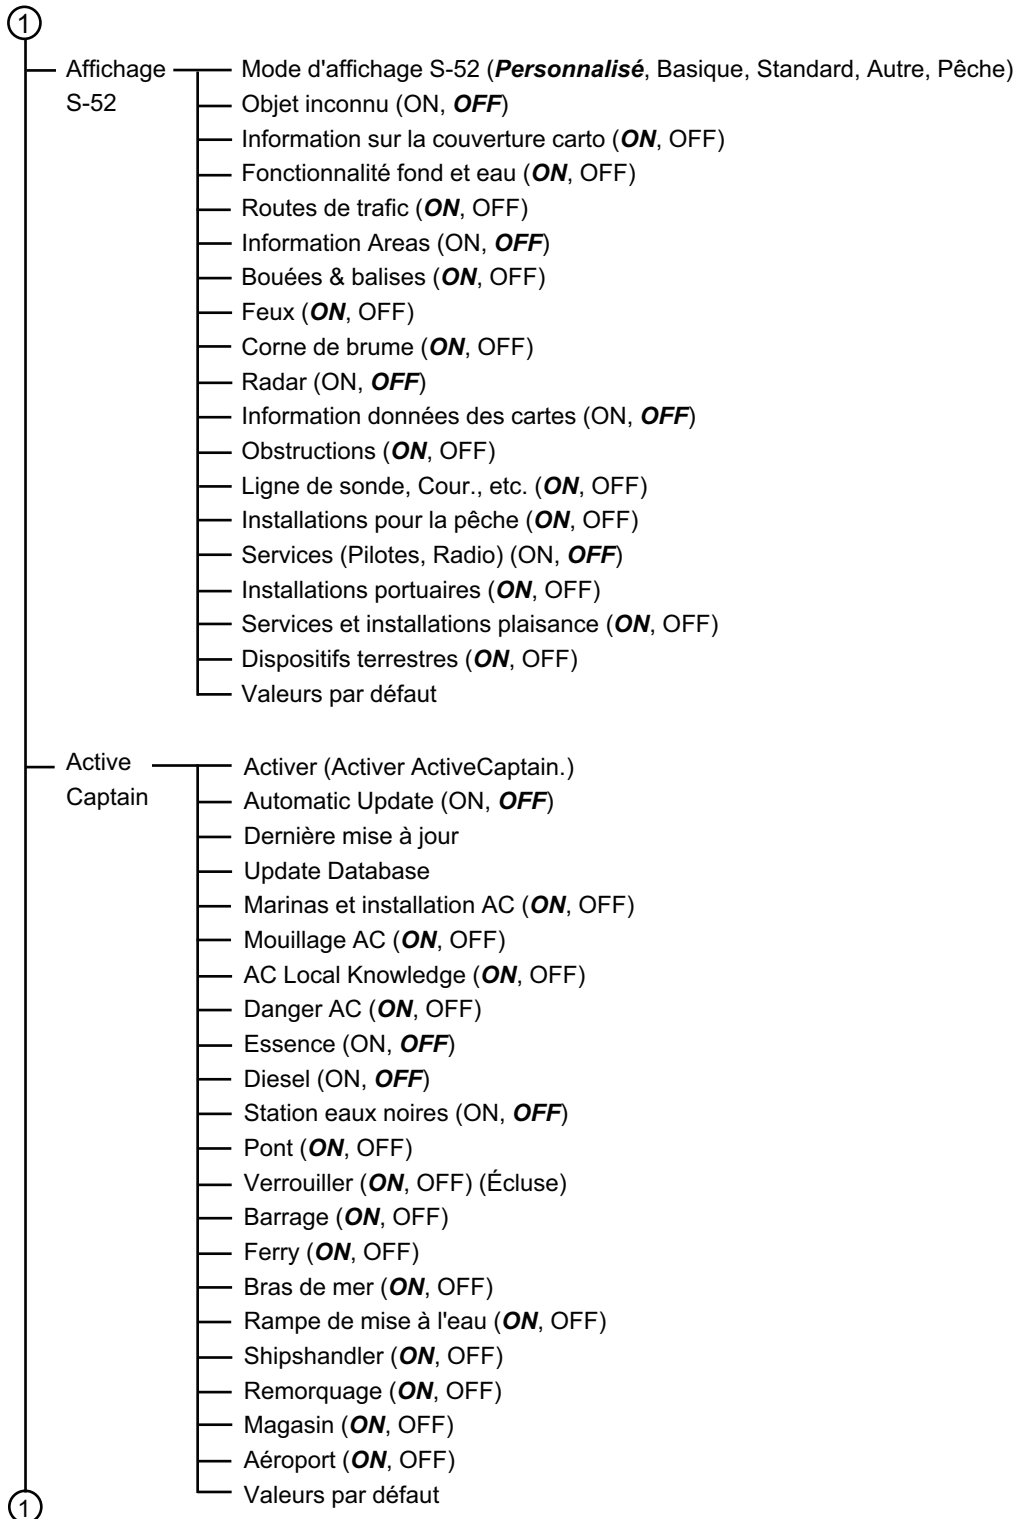 1
Affichage
S-52
Mode d'affichage S-52 (Personnalisé, Basique, Standard, Autre, Pêche)
Objet inconnu (ON, OFF)
Information sur la couverture carto (ON, OFF)
Fonctionnalité fond et eau (ON, OFF)
Routes de trafic (ON, OFF)
Information Areas (ON, OFF)
Bouées & balises (ON, OFF)
Feux (ON, OFF)
Corne de brume (ON, OFF)
Radar (ON, OFF)
Information données des cartes (ON, OFF)
Obstructions (ON, OFF)
Ligne de sonde, Cour., etc. (ON, OFF)
Installations pour la pêche (ON, OFF)
Services (Pilotes, Radio) (ON, OFF)
Installations portuaires (ON, OFF)
Services et installations plaisance (ON, OFF)
Dispositifs terrestres (ON, OFF)
Valeurs par défaut
Active
Captain
Activer (Activer ActiveCaptain.)
Automatic Update (ON, OFF)
Dernière mise à jour
Update Database
Marinas et installation AC (ON, OFF)
Mouillage AC (ON, OFF)
AC Local Knowledge (ON, OFF)
Danger AC (ON, OFF)
Essence (ON, OFF)
Diesel (ON, OFF)
Station eaux noires (ON, OFF)
Pont (ON, OFF)
Verrouiller (ON, OFF) (Écluse)
Barrage (ON, OFF)
Ferry (ON, OFF)
Bras de mer (ON, OFF)
Rampe de mise à l'eau (ON, OFF)
Shipshandler (ON, OFF)
Remorquage (ON, OFF)
Magasin (ON, OFF)
Aéroport (ON, OFF)
Valeurs par défaut
1